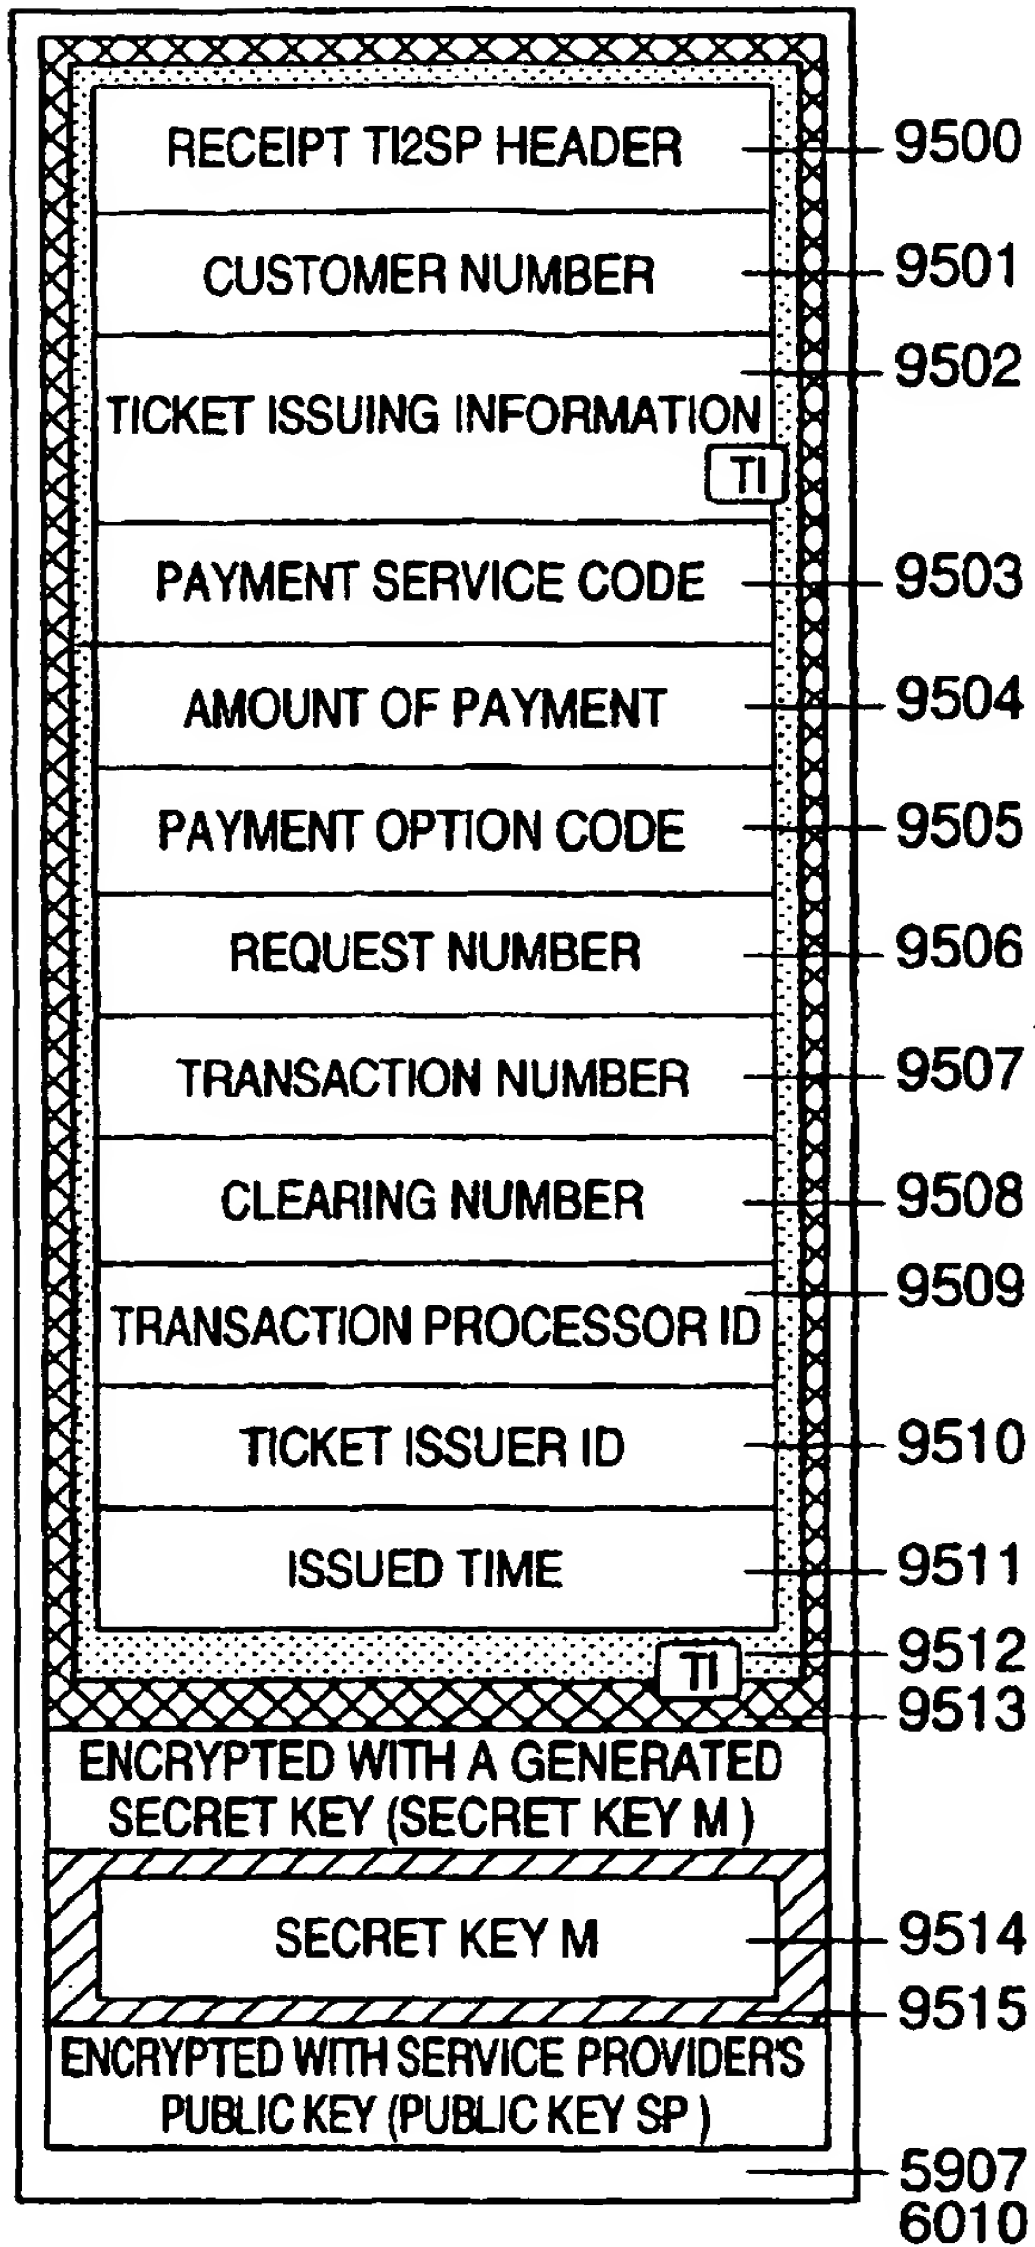 RECEIPT TI2SP HEADER 9500
CUSTOMER NUMBER 9501
9502
TICKET ISSUING INFORMATION
TI
PAYMENT SERVICE CODE 9503
AMOUNT OF PAYMENT 9504
PAYMENT OPTION CODE 9505
REQUEST NUMBER 9506
TRANSACTION NUMBER 9507
CLEARING NUMBER 9508
9509
TRANSACTION PROCESSOR ID
TICKET ISSUER ID 9510
ISSUED TIME 9511
9512
TI
9513
ENCRYPTED WITH A GENERATED
SECRET KEY (SECRET KEY M )
SECRET KEY M 9514
9515
ENCRYPTED WITH SERVICE PROVIDER'S
PUBLIC KEY (PUBLIC KEY SP )
5907
6010